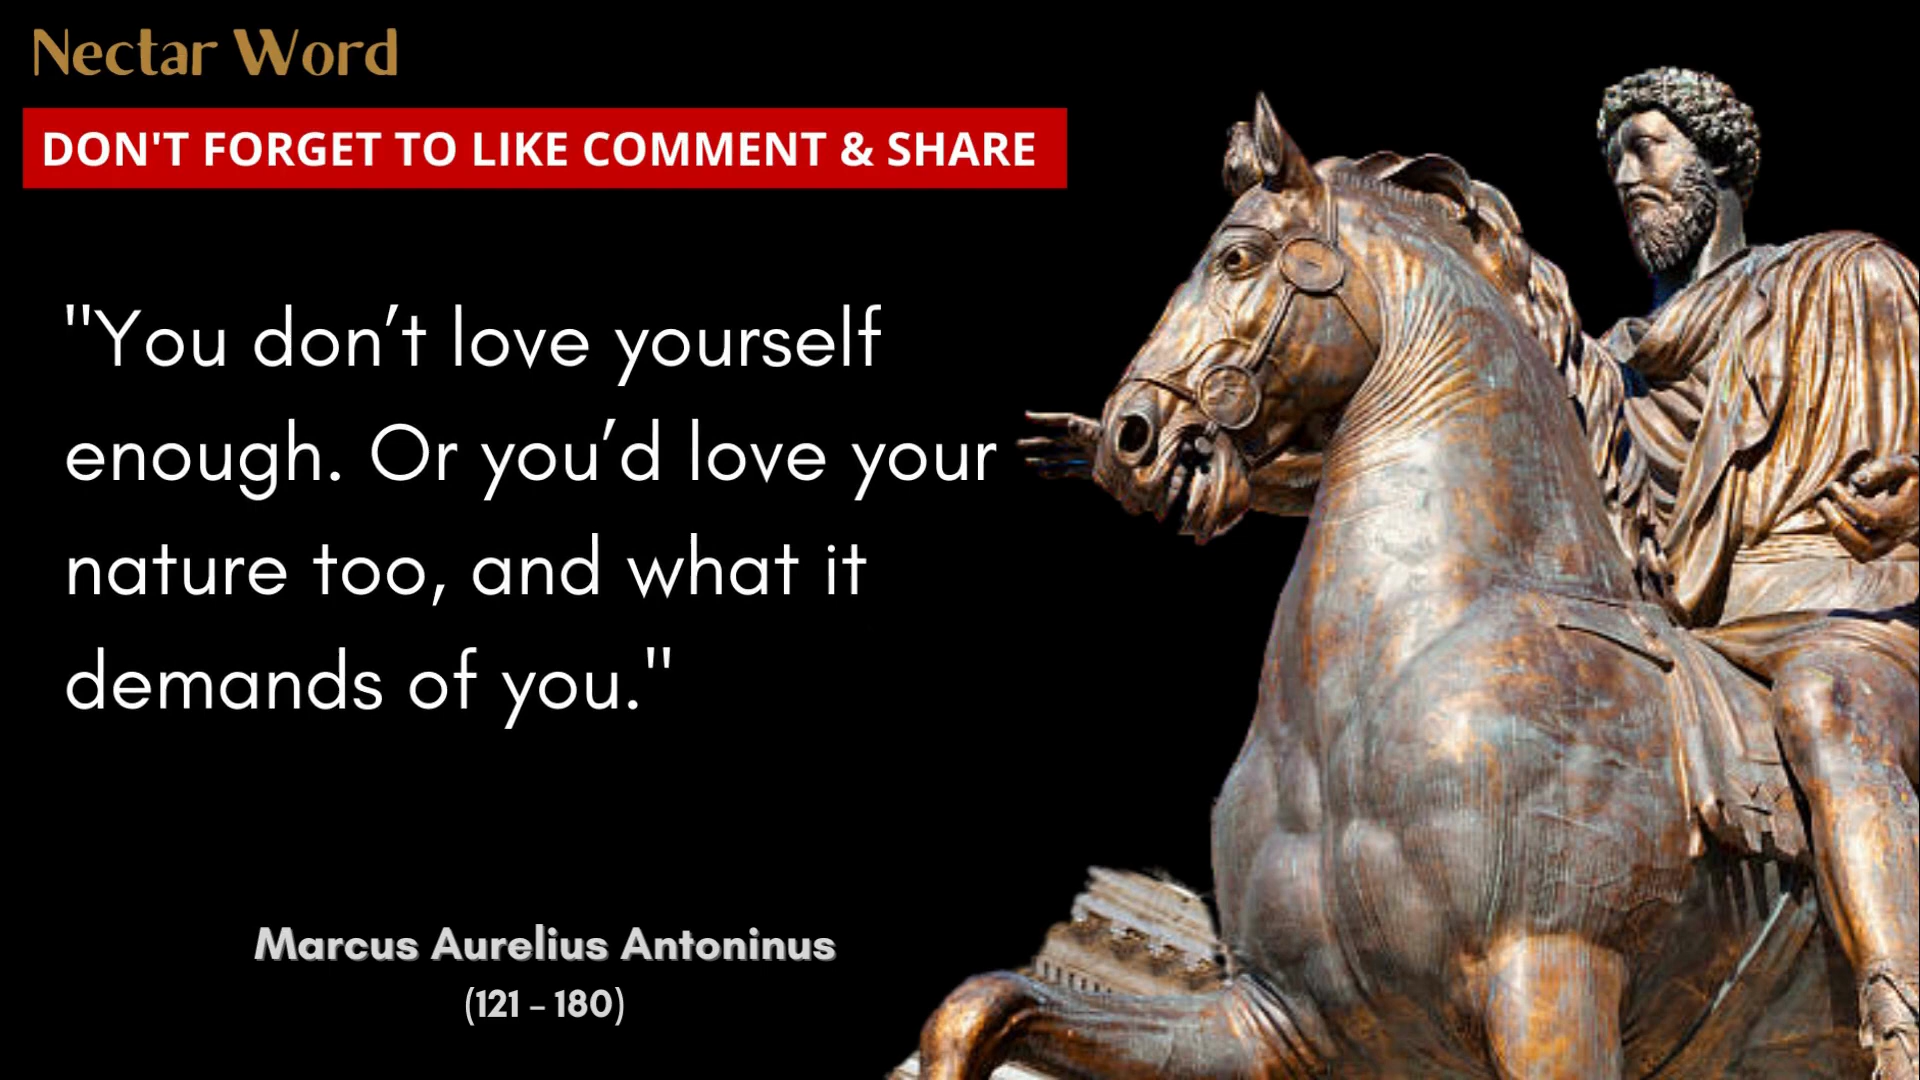 Nectar Word
DON'T FORGET TO LIKE COMMENT & SHARE
"You don’t love yourself
enough. Or you’d love your
nature too, and what it
demands of you."
Marcus Aurelius Antoninus
(121 – 180)